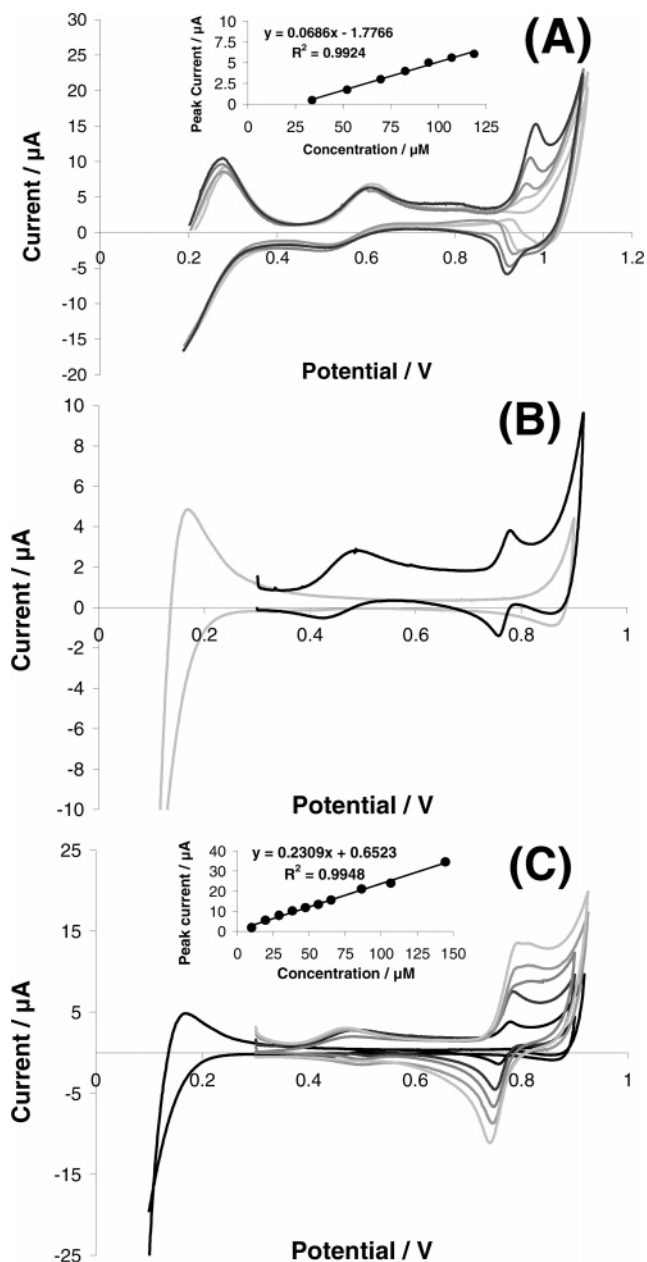 (A)
y = 0.0686x - 1.7766
R² = 0.9924
Peak Current / µA
10
7.5
5
2.5
0
0 25 50 75 100 125
Concentration / µM
Current / µA
30
25
20
15
10
5
0
-5
-10
-15
-20
0 0.2 0.4 0.6 0.8 1 1.2
Potential / V
(B)
Current / µA
10
8
6
4
2
0
-2
-4
-6
-8
-10
0 0.2 0.4 0.6 0.8 1
Potential / V
(C)
y = 0.2309x + 0.6523
R² = 0.9948
Peak current / µA
40
30
20
10
0
0 25 50 75 100 125 150
Concentration / µM
Current / µA
25
15
5
-5
-15
-25
0 0.2 0.4 0.6 0.8 1
Potential / V